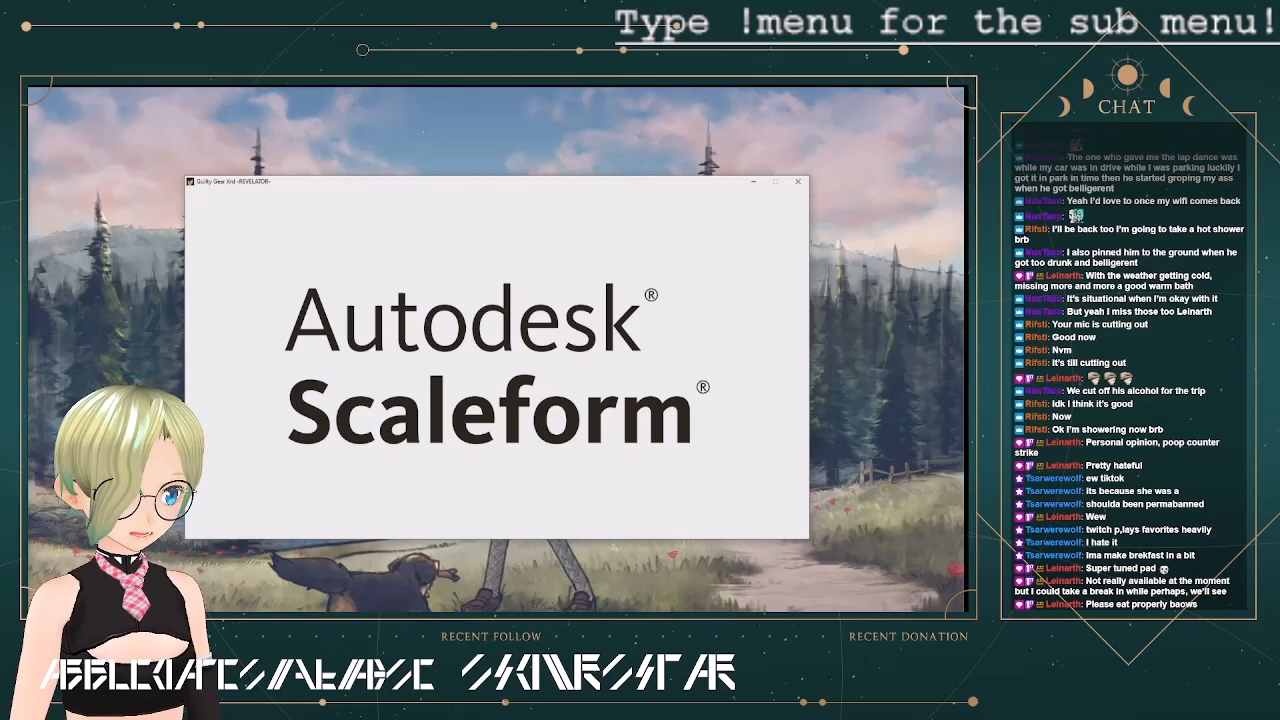 Type !menu for the sub menu!
CHAT
Guilty Gear Xrd -REVELATOR-
Autodesk®
Scaleform®
The one who gave me the lap dance was
while my car was in drive while I was parking luckily I
got it in park in time then he started groping my ass
when he got belligerent
NuxTaco: Yeah I'd love to once my wifi comes back
NuxTaco:
Rifsti: I'll be back too I'm going to take a hot shower
brb
NuxTaco: I also pinned him to the ground when he
got too drunk and belligerent
Leinarth: With the weather getting cold,
missing more and more a good warm bath
NuxTaco: It's situational when I'm okay with it
NuxTaco: But yeah I miss those too Leinarth
Rifsti: Your mic is cutting out
Rifsti: Good now
Rifsti: Nvm
Rifsti: It's till cutting out
Leinarth:
NuxTaco: We cut off his alcohol for the trip
Rifsti: Idk I think it's good
Rifsti: Now
Rifsti: Ok I'm showering now brb
Leinarth: Personal opinion, poop counter
strike
Leinarth: Pretty hateful
Tsarwerewolf: ew tiktok
Tsarwerewolf: its because she was a
Tsarwerewolf: shoulda been permabanned
Leinarth: Wew
Tsarwerewolf: twitch p,lays favorites heavily
Tsarwerewolf: I hate it
Tsarwerewolf: Ima make brekfast in a bit
Leinarth: Super tuned pad
Leinarth: Not really available at the moment
but I could take a break in while perhaps, we'll see
Leinarth: Please eat properly baows
RECENT FOLLOW
RECENT DONATION